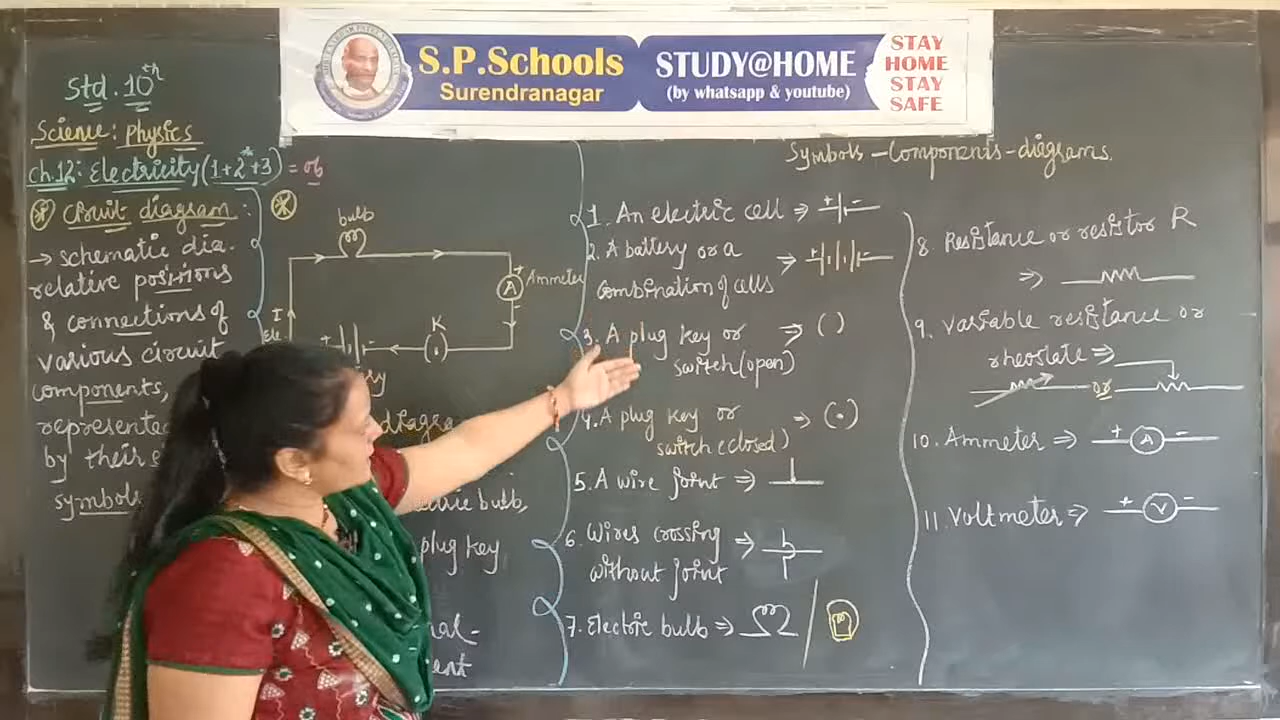 S.P.Schools
Surendranagar
STUDY@HOME
(by whatsapp & youtube)
STAY
HOME
STAY
SAFE
Std. 10th
Science: Physics
Ch.12: Electricity (1+2*+3) = 06
* Circuit diagram:
→ schematic dia-
relative positions
& connections of
various circuit
components,
by their
symbols
*
bulb
+
A Ammeter
-
I
Ele
+ -
K
( )
electric bulb,
plug key
Symbols - Components - diagrams.
1. An electric cell ⇒ + -
2. A battery or a ⇒ + -
combination of cells
3. A plug key or ⇒ ( )
switch (open)
4. A plug key or ⇒ (•)
switch (closed)
5. A wire joint ⇒
6. Wires crossing ⇒
without joint
7. Electric bulb ⇒
8. Resistance or resistor R
⇒
9. Variable resistance or
rheostate ⇒
or
10. Ammeter ⇒ + A -
11. Voltmeter ⇒ + V -